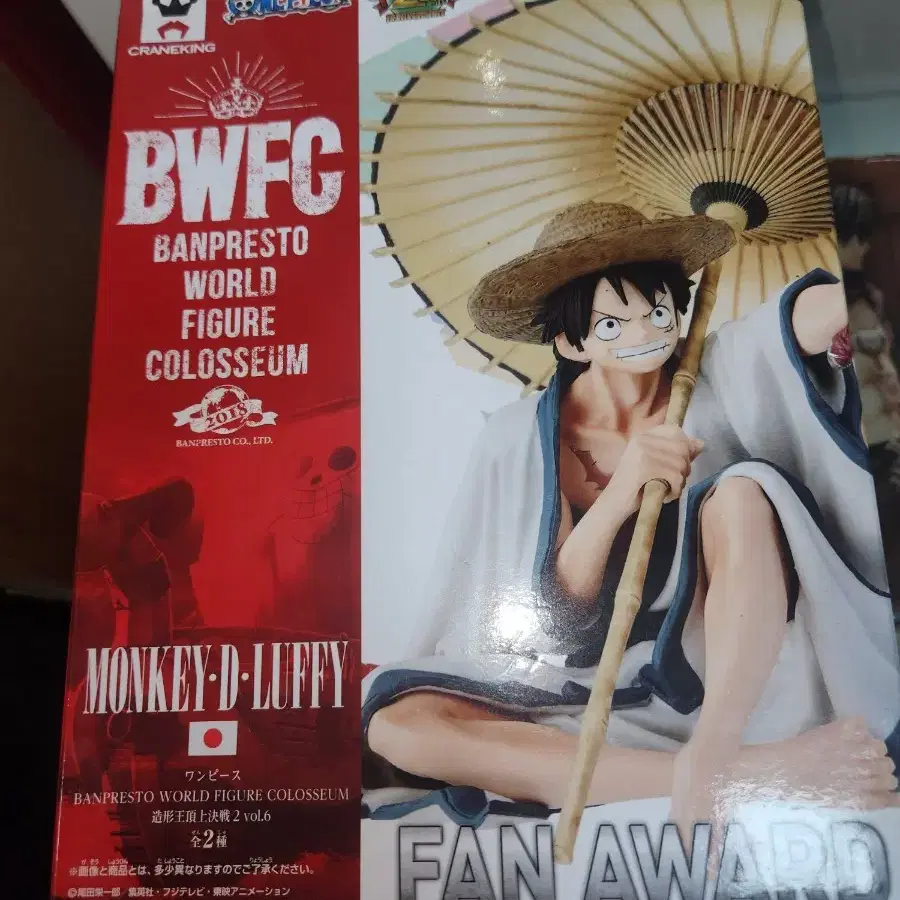 CRANEKING
BWFC
BANPRESTO
WORLD
FIGURE
COLOSSEUM
2018
BANPRESTO CO., LTD.
MONKEY・D・LUFFY
ワンピース
BANPRESTO WORLD FIGURE COLOSSEUM
造形王頂上決戦2 vol.6
全2種
※画像と商品とは、多少異なりますのでご了承ください。
©尾田栄一郎/集英社・フジテレビ・東映アニメーション
FAN AWARD